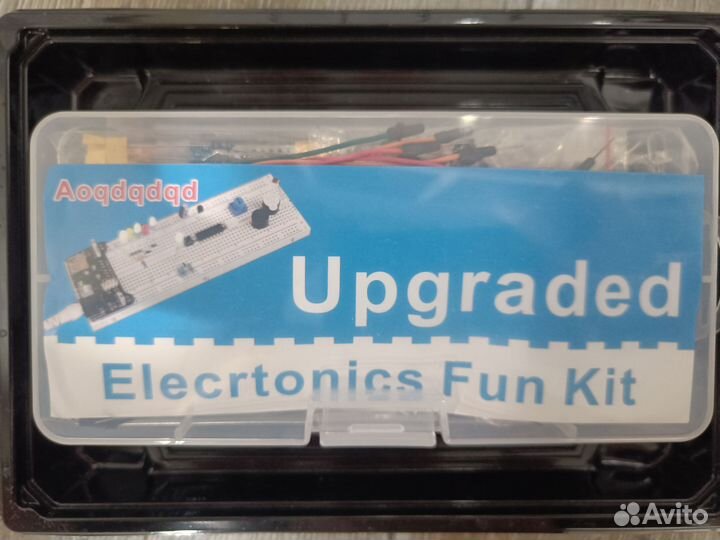 Aoqdqdqd
Upgraded
Elecrtonics Fun Kit
Avito